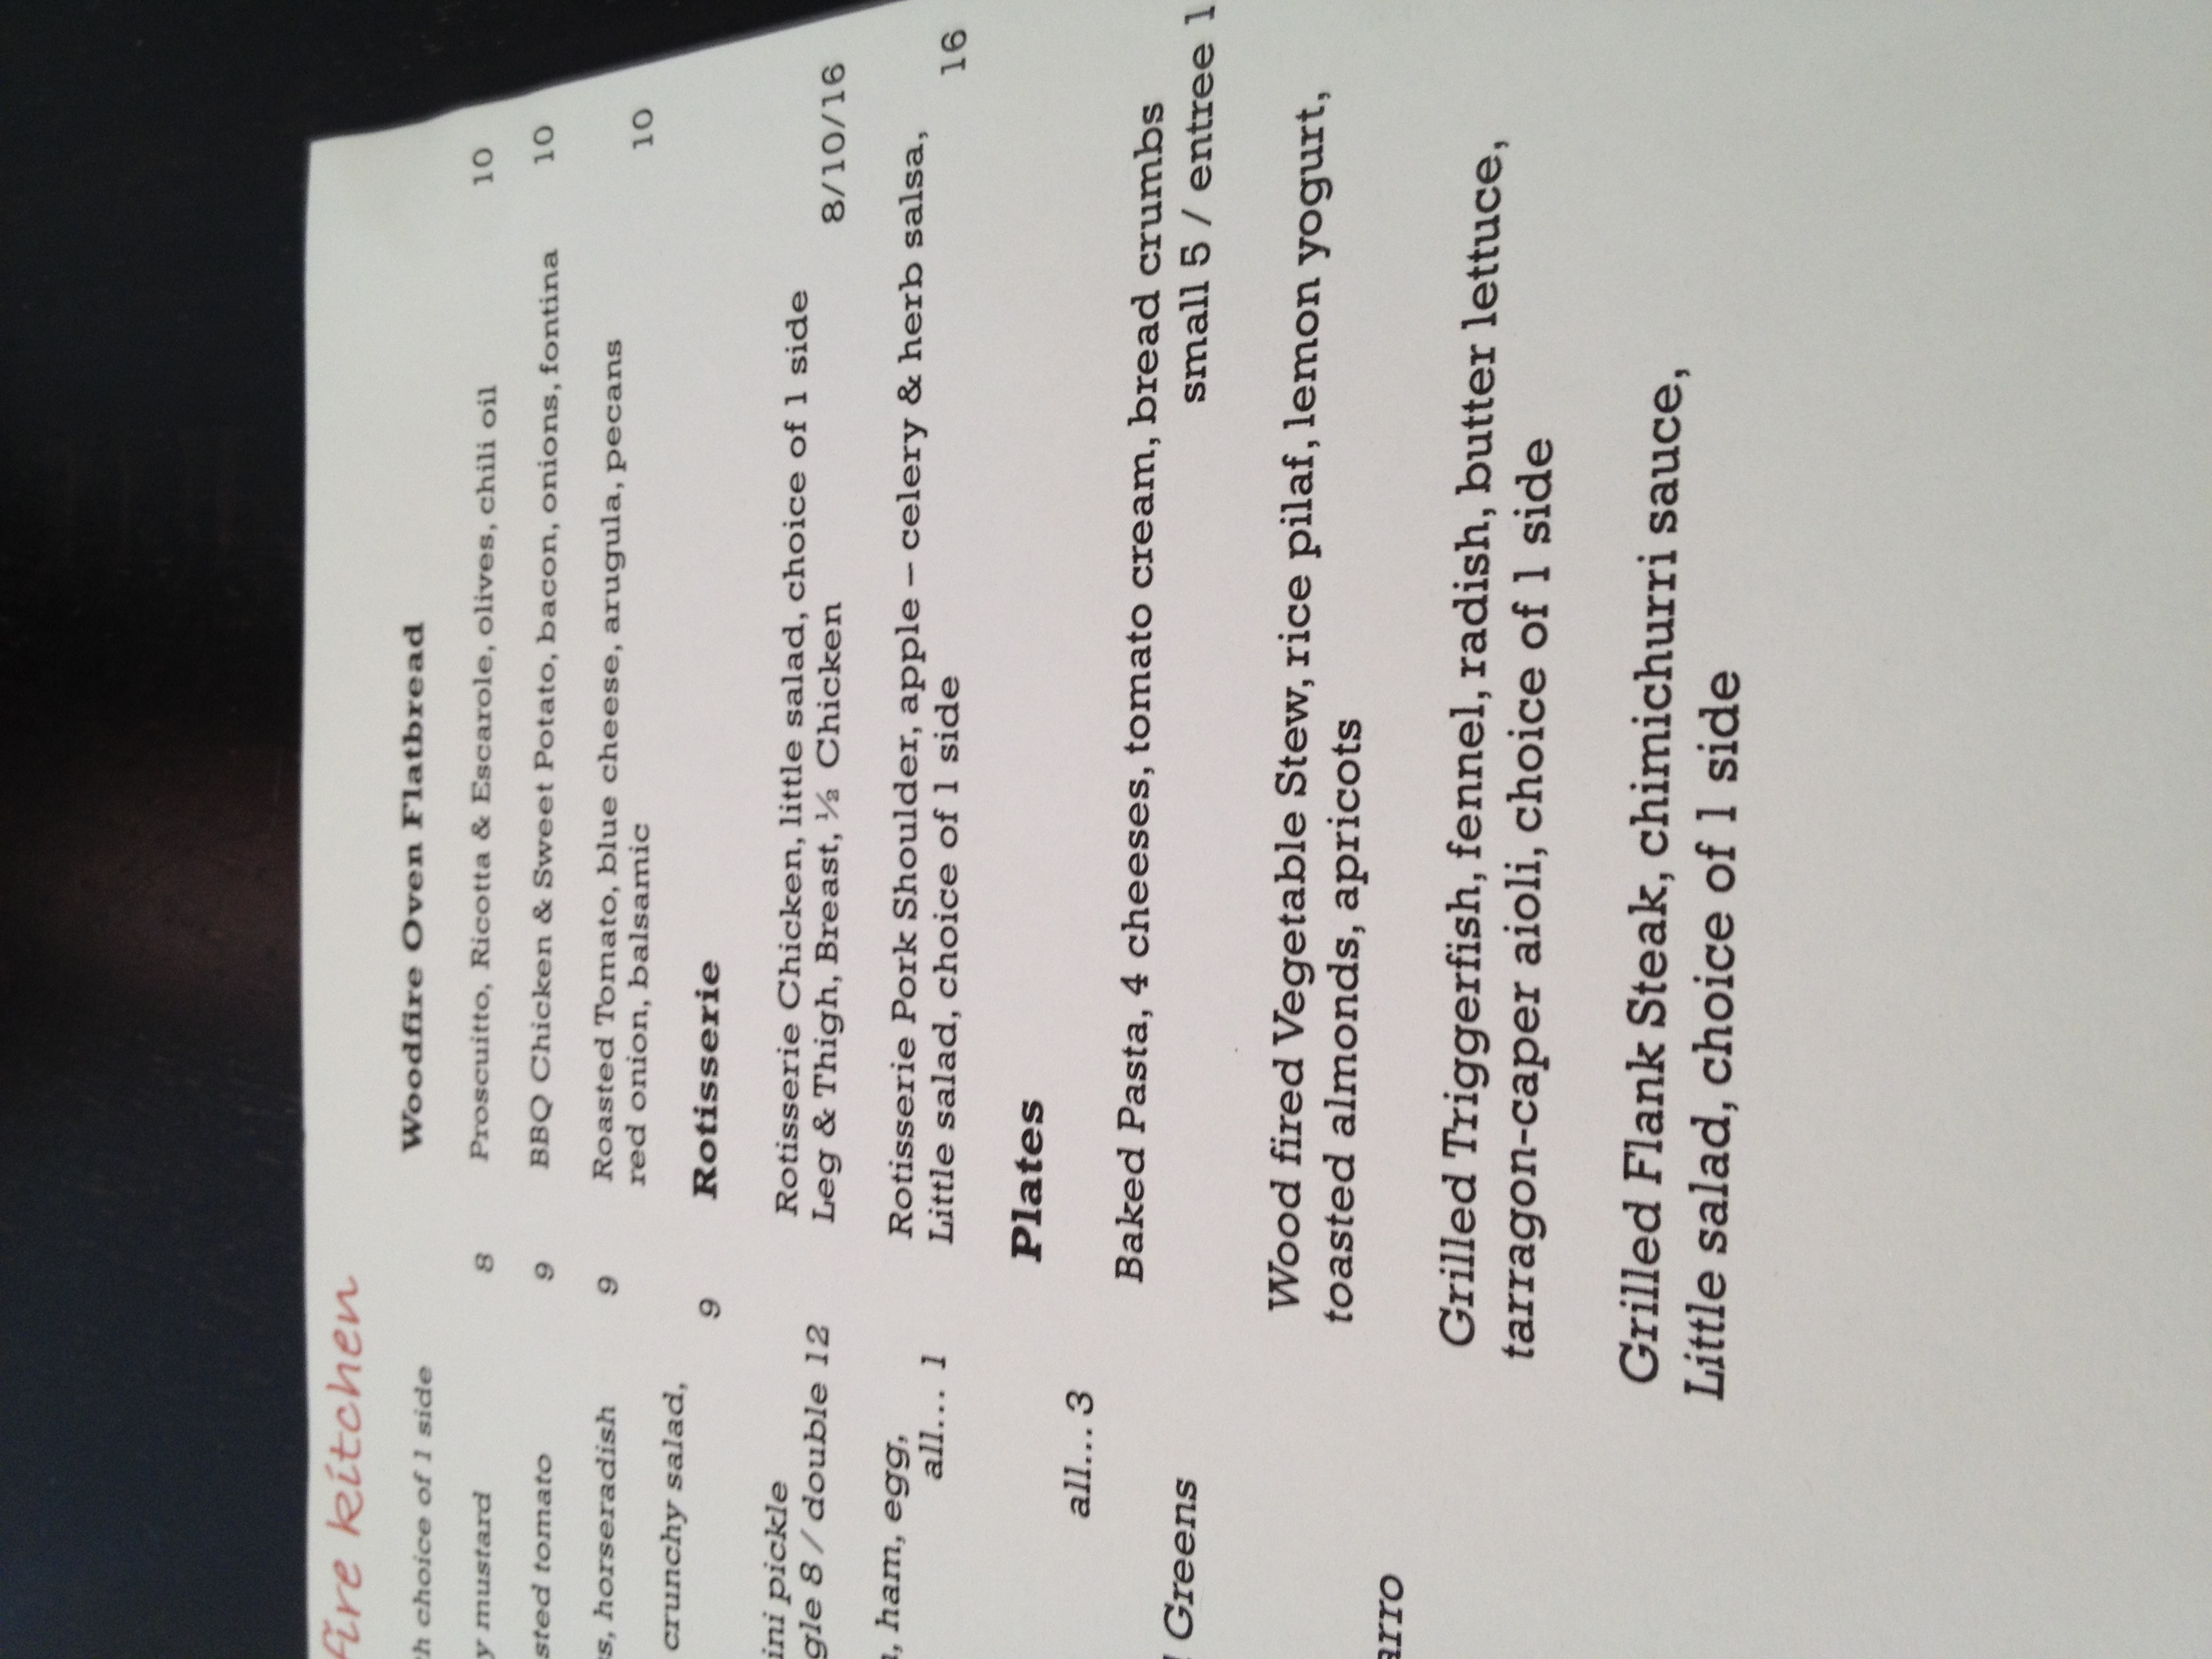 fire kitchen
choice of 1 side
mustard 8
tomato 9
horseradish 9
crunchy salad,
9
pickle
8 / double 12
ham, egg,
all... 1
all... 3
Greens
Woodfire Oven Flatbread
Proscuitto, Ricotta & Escarole, olives, chili oil 10
BBQ Chicken & Sweet Potato, bacon, onions, fontina 10
Roasted Tomato, blue cheese, arugula, pecans
red onion, balsamic 10
Rotisserie
Rotisserie Chicken, little salad, choice of 1 side
Leg & Thigh, Breast, ½ Chicken 8/10/16
Rotisserie Pork Shoulder, apple – celery & herb salsa,
Little salad, choice of 1 side 16
Plates
Baked Pasta, 4 cheeses, tomato cream, bread crumbs
small 5 / entree
Wood fired Vegetable Stew, rice pilaf, lemon yogurt,
toasted almonds, apricots
Grilled Triggerfish, fennel, radish, butter lettuce,
tarragon-caper aioli, choice of 1 side
Grilled Flank Steak, chimichurri sauce,
Little salad, choice of 1 side